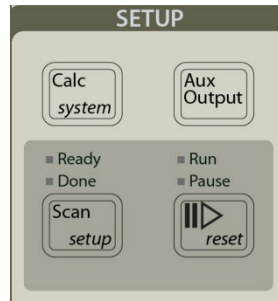 SETUP
Calc
system
Aux
Output
Ready
Done
Run
Pause
Scan
setup
reset